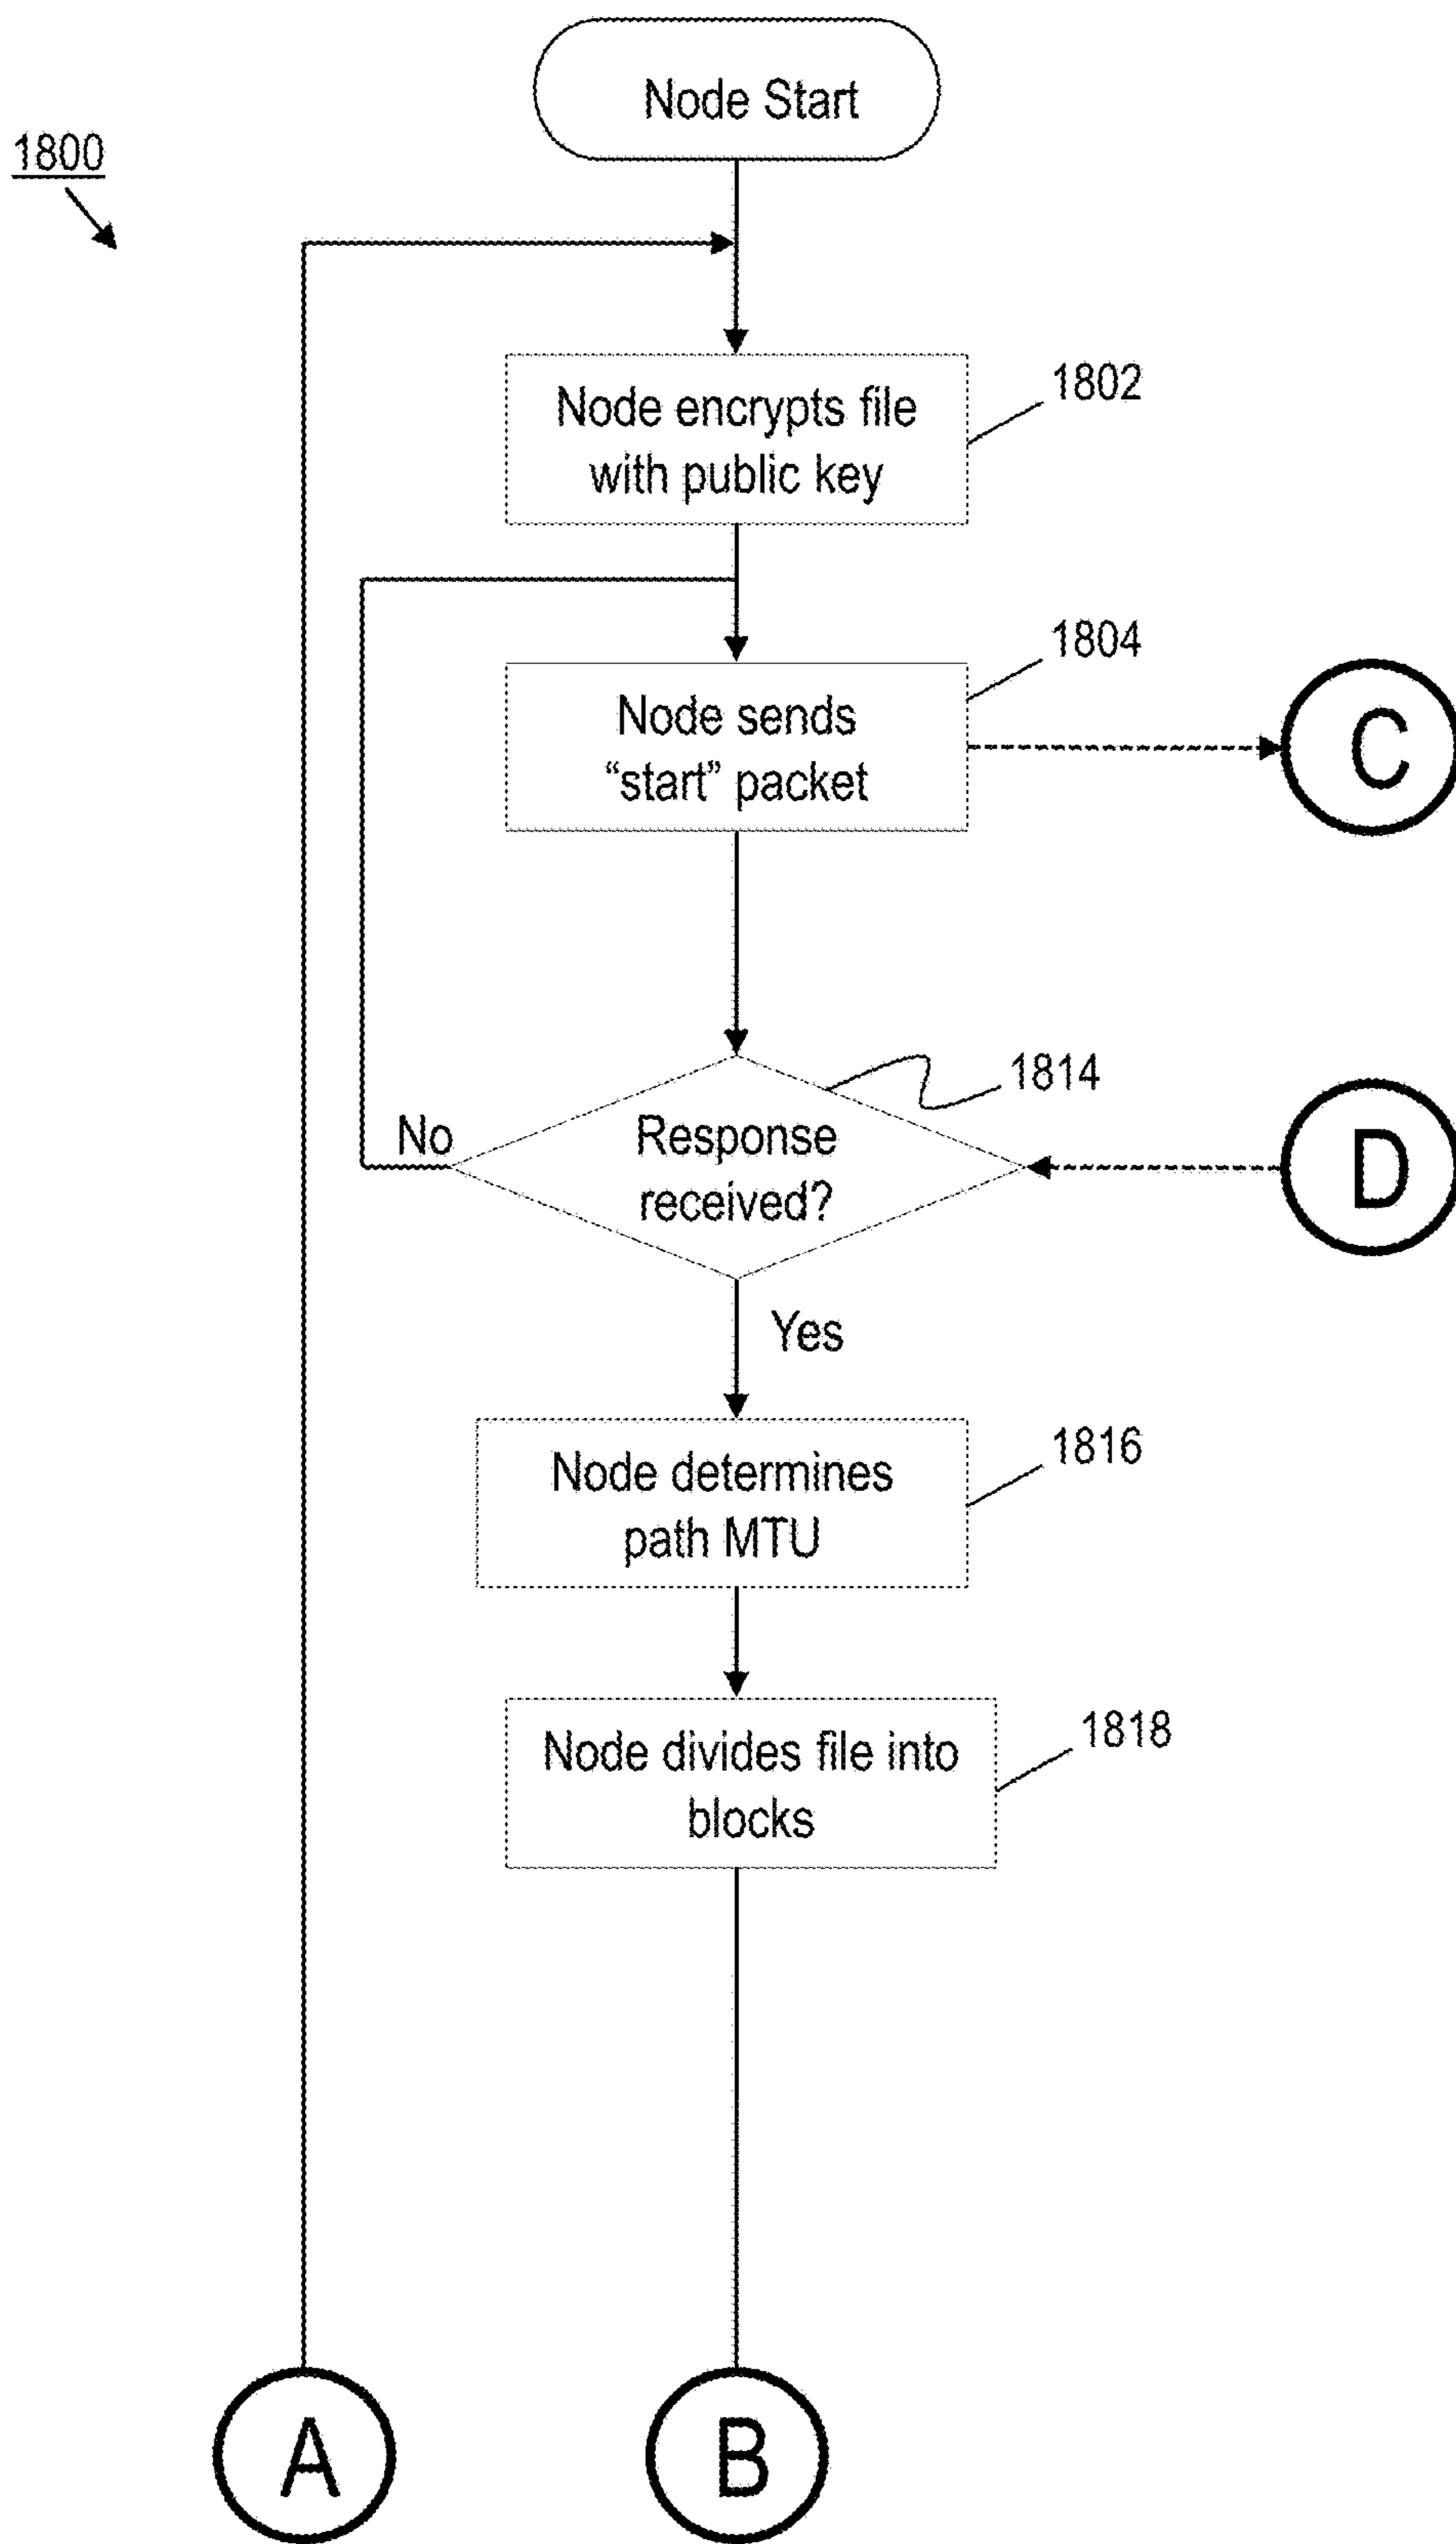 Node Start
1800
Node encrypts file
with public key
1802
Node sends
“start” packet
1804
C
Response
received?
1814
No
D
Yes
Node determines
path MTU
1816
Node divides file into
blocks
1818
A
B